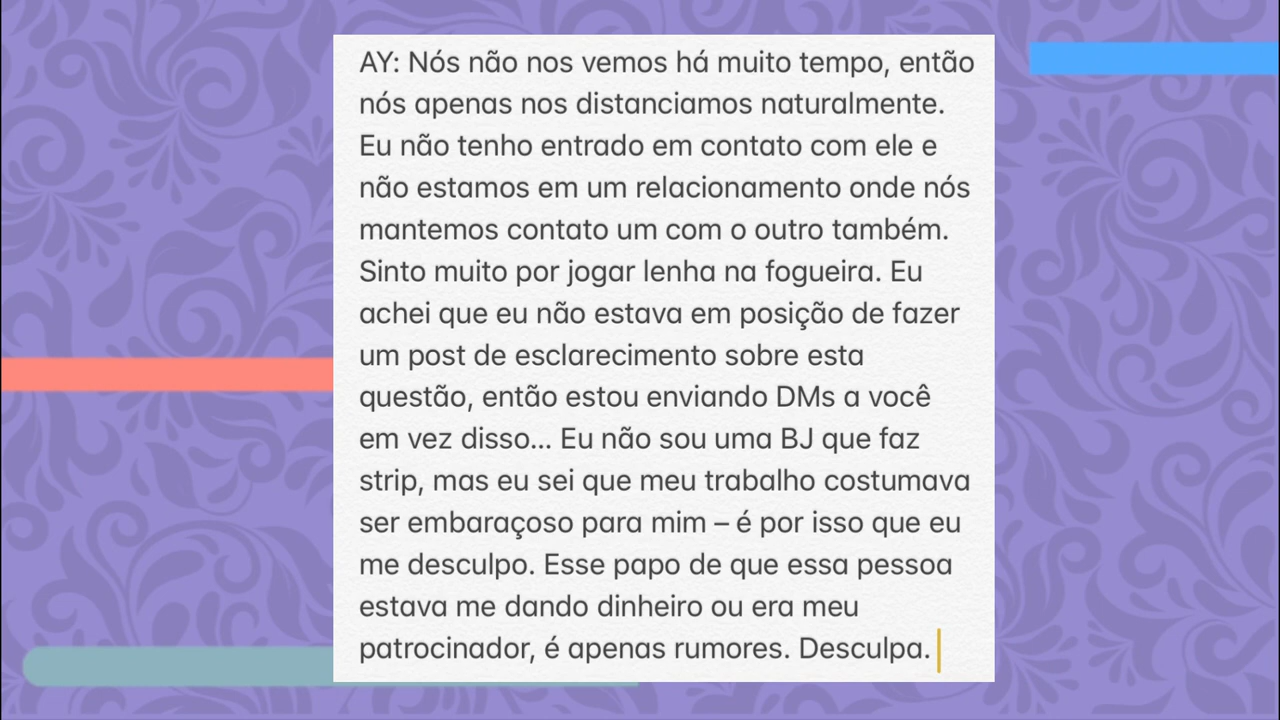 AY: Nós não nos vemos há muito tempo, então
nós apenas nos distanciamos naturalmente.
Eu não tenho entrado em contato com ele e
não estamos em um relacionamento onde nós
mantemos contato um com o outro também.
Sinto muito por jogar lenha na fogueira. Eu
achei que eu não estava em posição de fazer
um post de esclarecimento sobre esta
questão, então estou enviando DMs a você
em vez disso... Eu não sou uma BJ que faz
strip, mas eu sei que meu trabalho costumava
ser embaraçoso para mim – é por isso que eu
me desculpo. Esse papo de que essa pessoa
estava me dando dinheiro ou era meu
patrocinador, é apenas rumores. Desculpa.